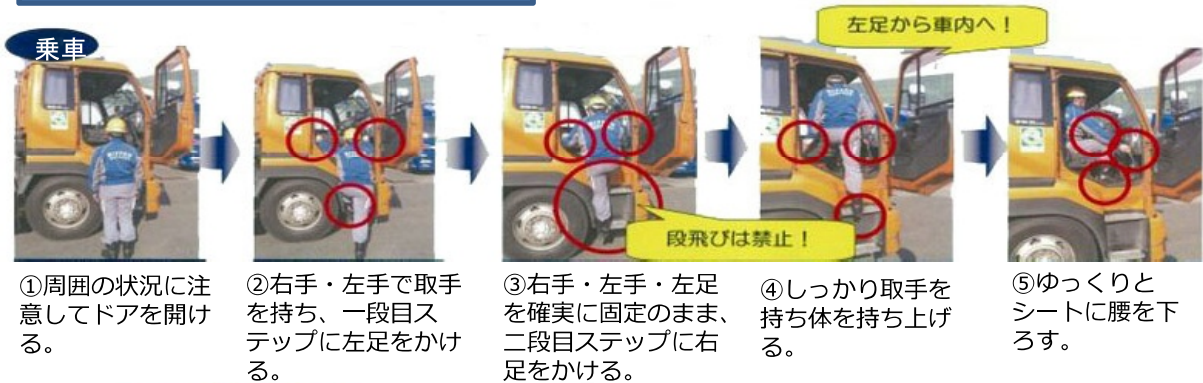 乗車
左足から車内へ！
段飛びは禁止！
①周囲の状況に注
意してドアを開け
る。
②右手・左手で取手
を持ち、一段目ス
テップに左足をかけ
る。
③右手・左手・左足
を確実に固定のまま、
二段目ステップに右
足をかける。
④しっかり取手を
持ち体を持ち上げ
る。
⑤ゆっくりと
シートに腰を下
ろす。